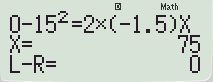 Math
0-15²=2×(-1.5)X
X= 75
L-R= 0